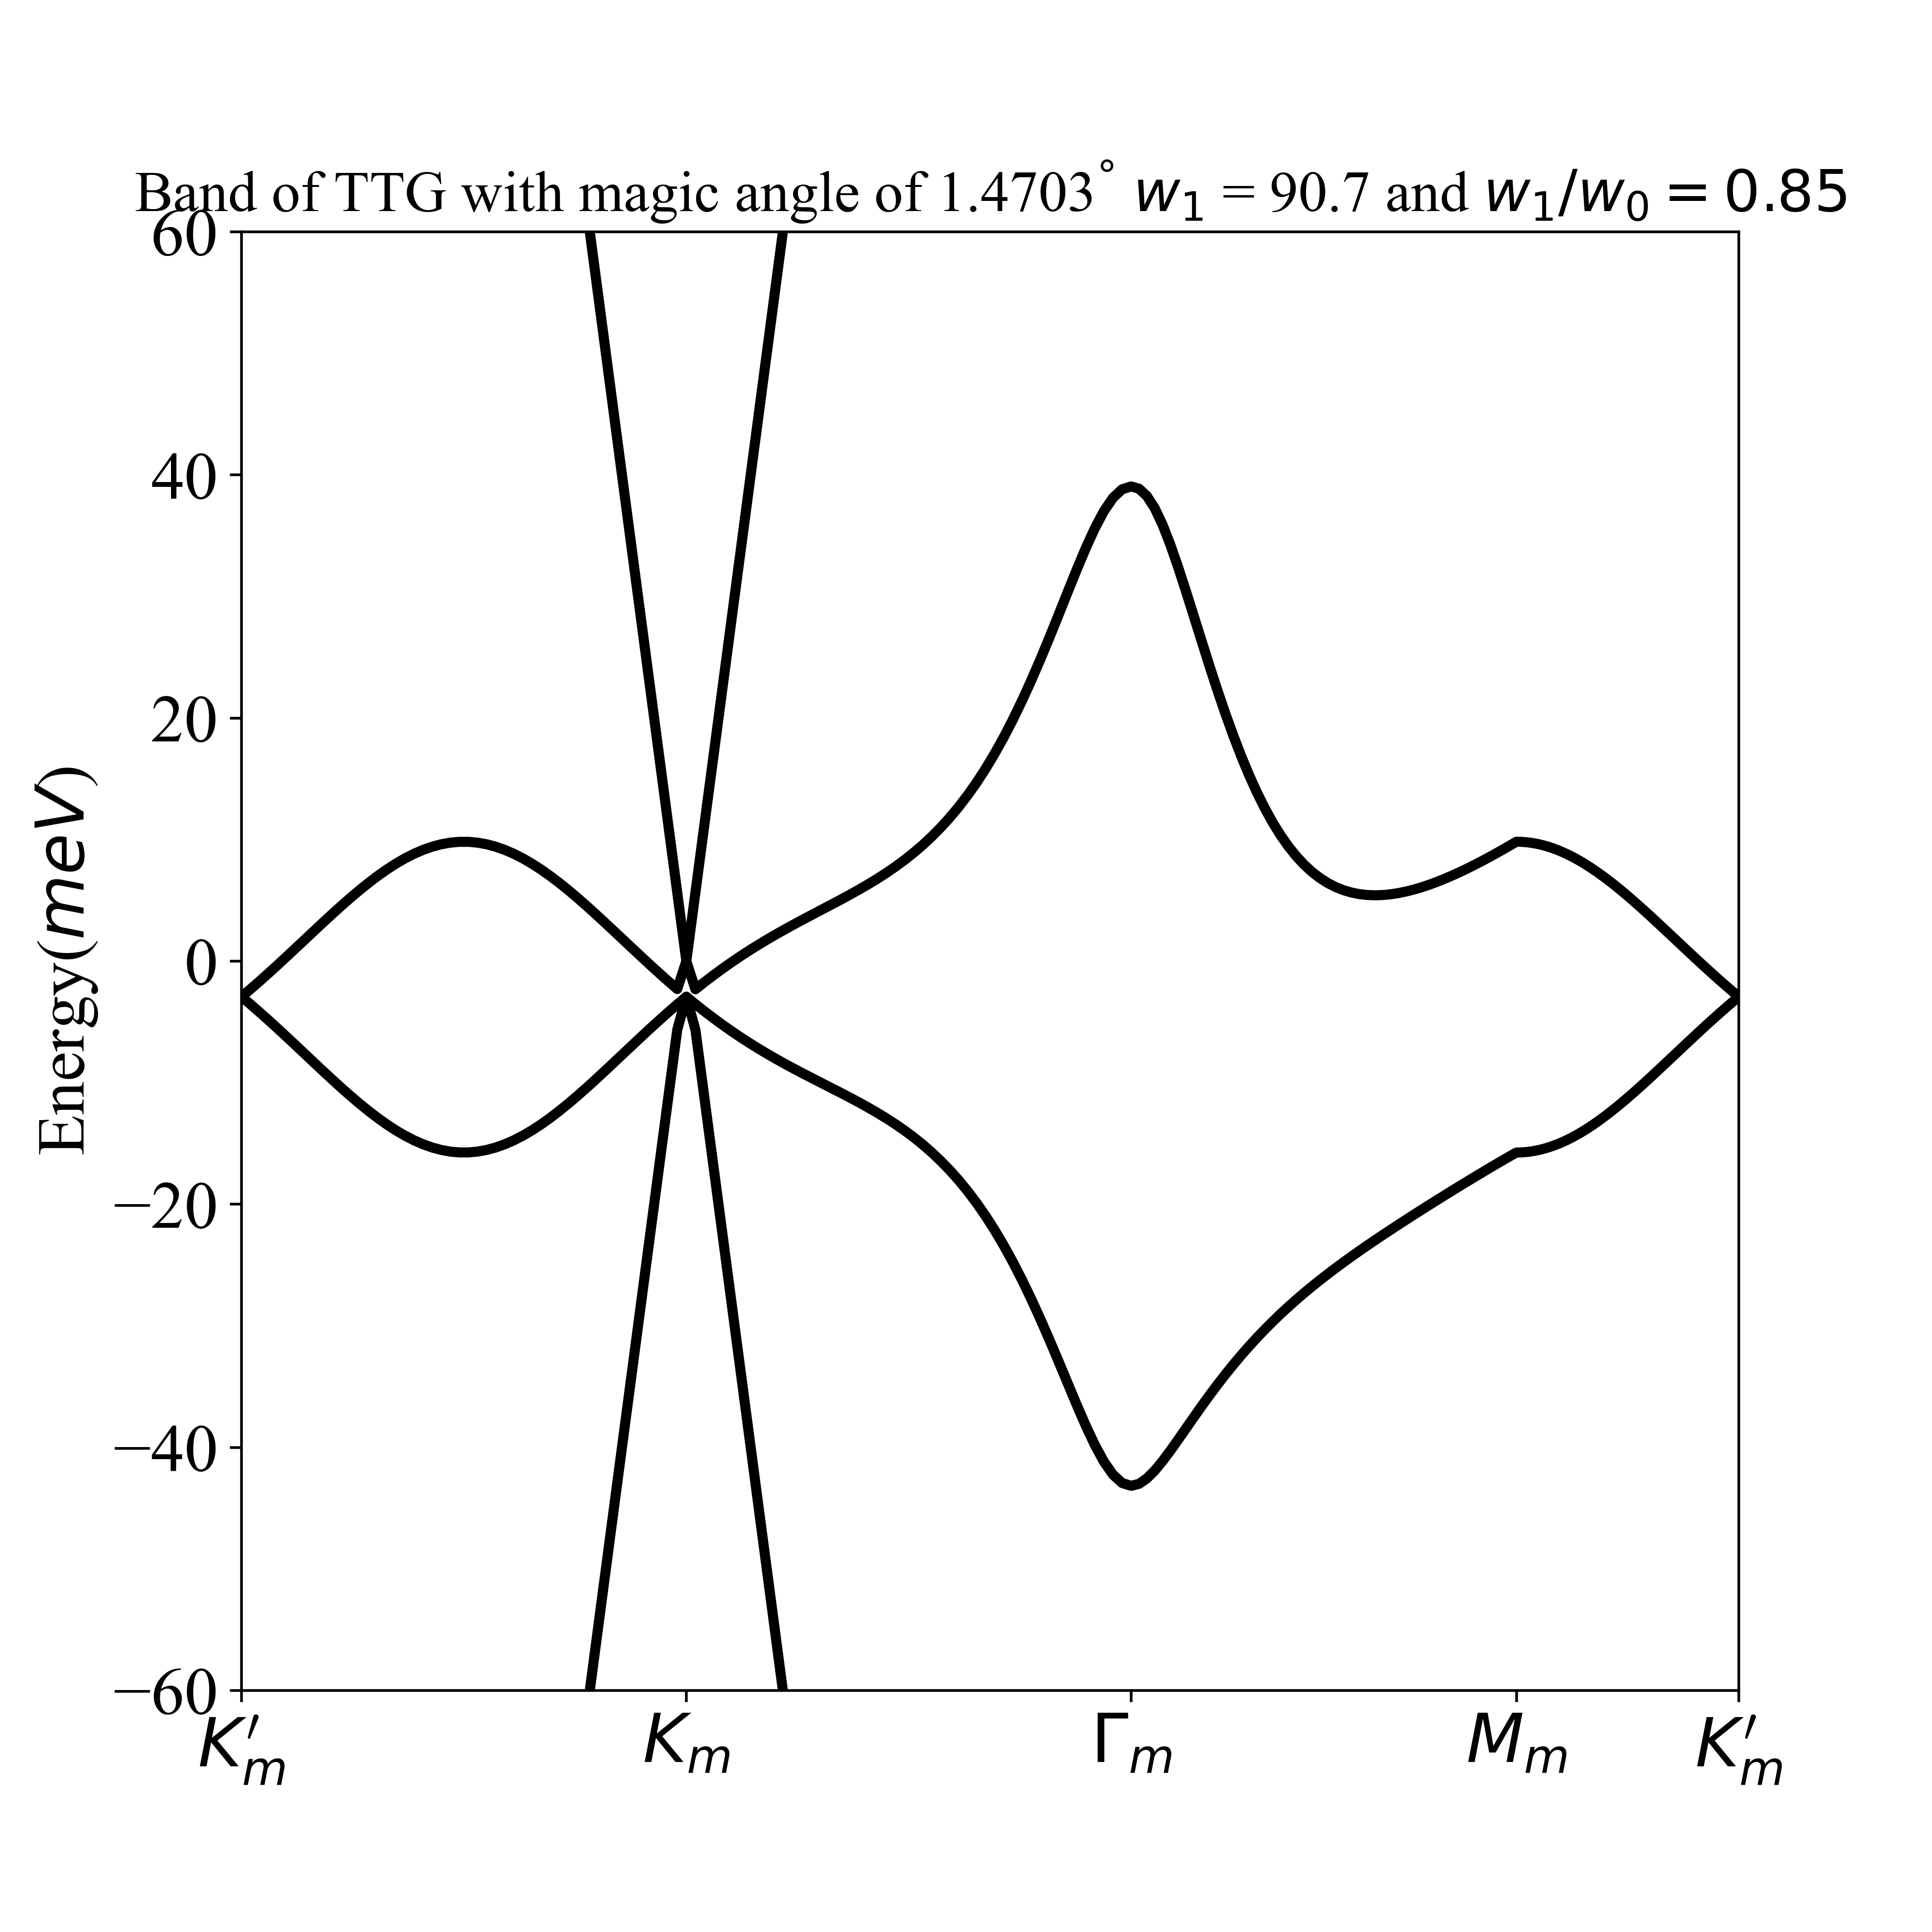 Band of TTG with magic angle of 1.4703° w₁ = 90.7 and w₁/w₀ = 0.85
60
40
20
0
−20
−40
−60
Energy(meV)
K′ₘ Kₘ Γₘ Mₘ K′ₘ